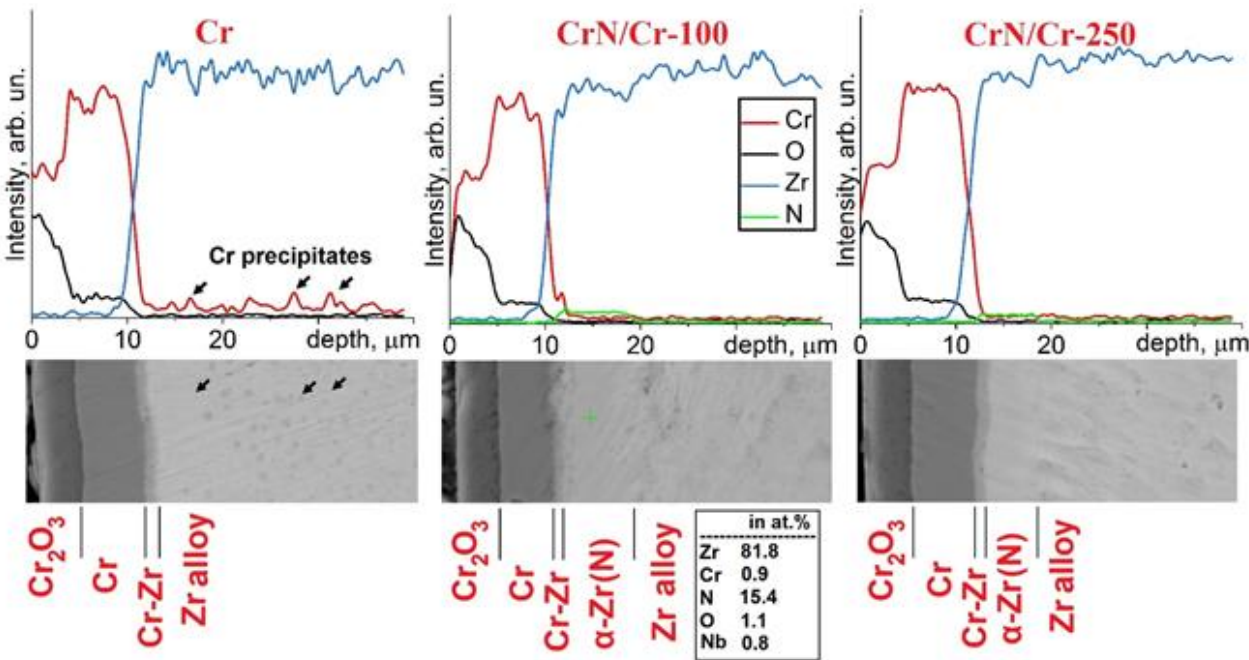 Cr
Intensity, arb. un.
Cr precipitates
0 10 20 30
depth, μm
CrN/Cr-100
Intensity, arb. un.
Cr
O
Zr
N
0 10 20 30
depth, μm
CrN/Cr-250
Intensity, arb. un.
0 10 20 30
depth, μm
Cr₂O₃
Cr
Cr-Zr
Zr alloy
Cr₂O₃
Cr
Cr-Zr
α-Zr(N)
Zr alloy
in at.%
Zr 81.8
Cr 0.9
N 15.4
O 1.1
Nb 0.8
Cr₂O₃
Cr
Cr-Zr
α-Zr(N)
Zr alloy